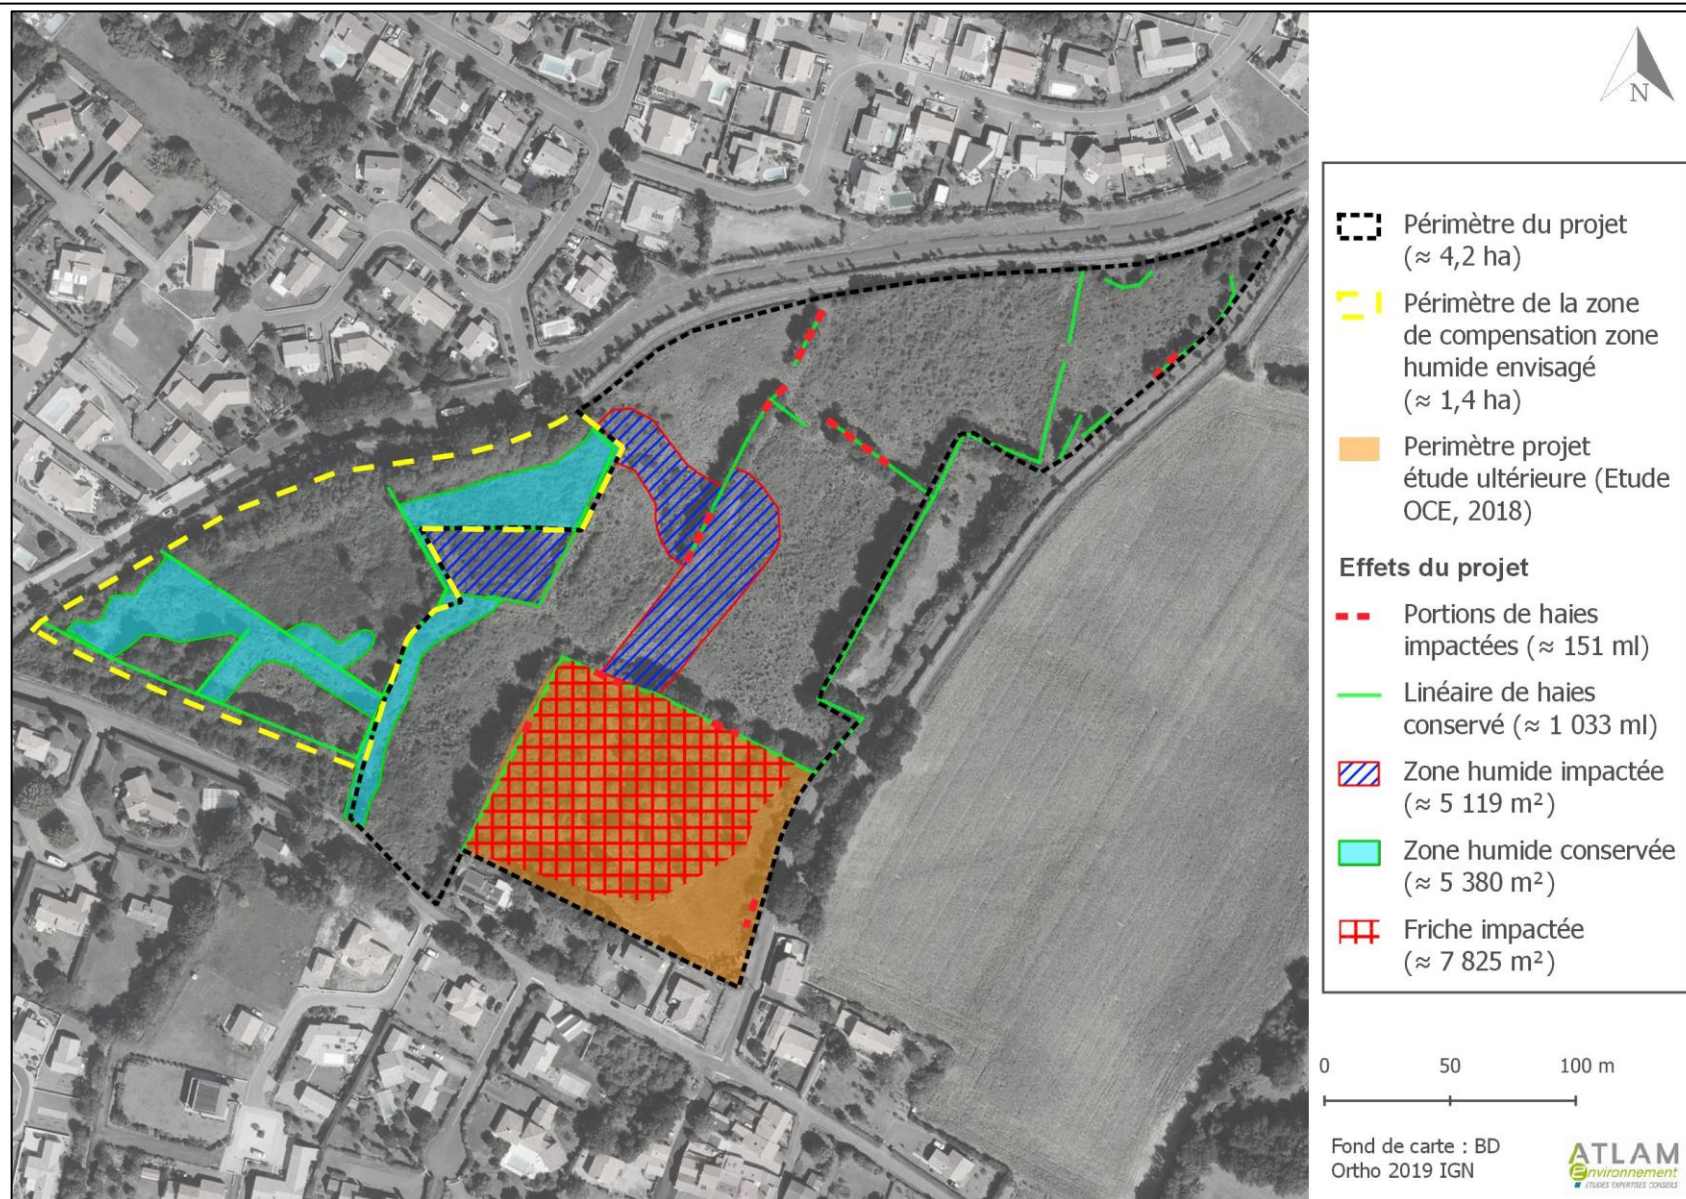 N
Périmètre du projet
(≈ 4,2 ha)
Périmètre de la zone
de compensation zone
humide envisagé
(≈ 1,4 ha)
Perimètre projet
étude ultérieure (Etude
OCE, 2018)
Effets du projet
Portions de haies
impactées (≈ 151 ml)
Linéaire de haies
conservé (≈ 1 033 ml)
Zone humide impactée
(≈ 5 119 m²)
Zone humide conservée
(≈ 5 380 m²)
Friche impactée
(≈ 7 825 m²)
0 50 100 m
Fond de carte : BD
Ortho 2019 IGN
ATLAM
Environnement
ETUDES EXPERTISES CONSEILS